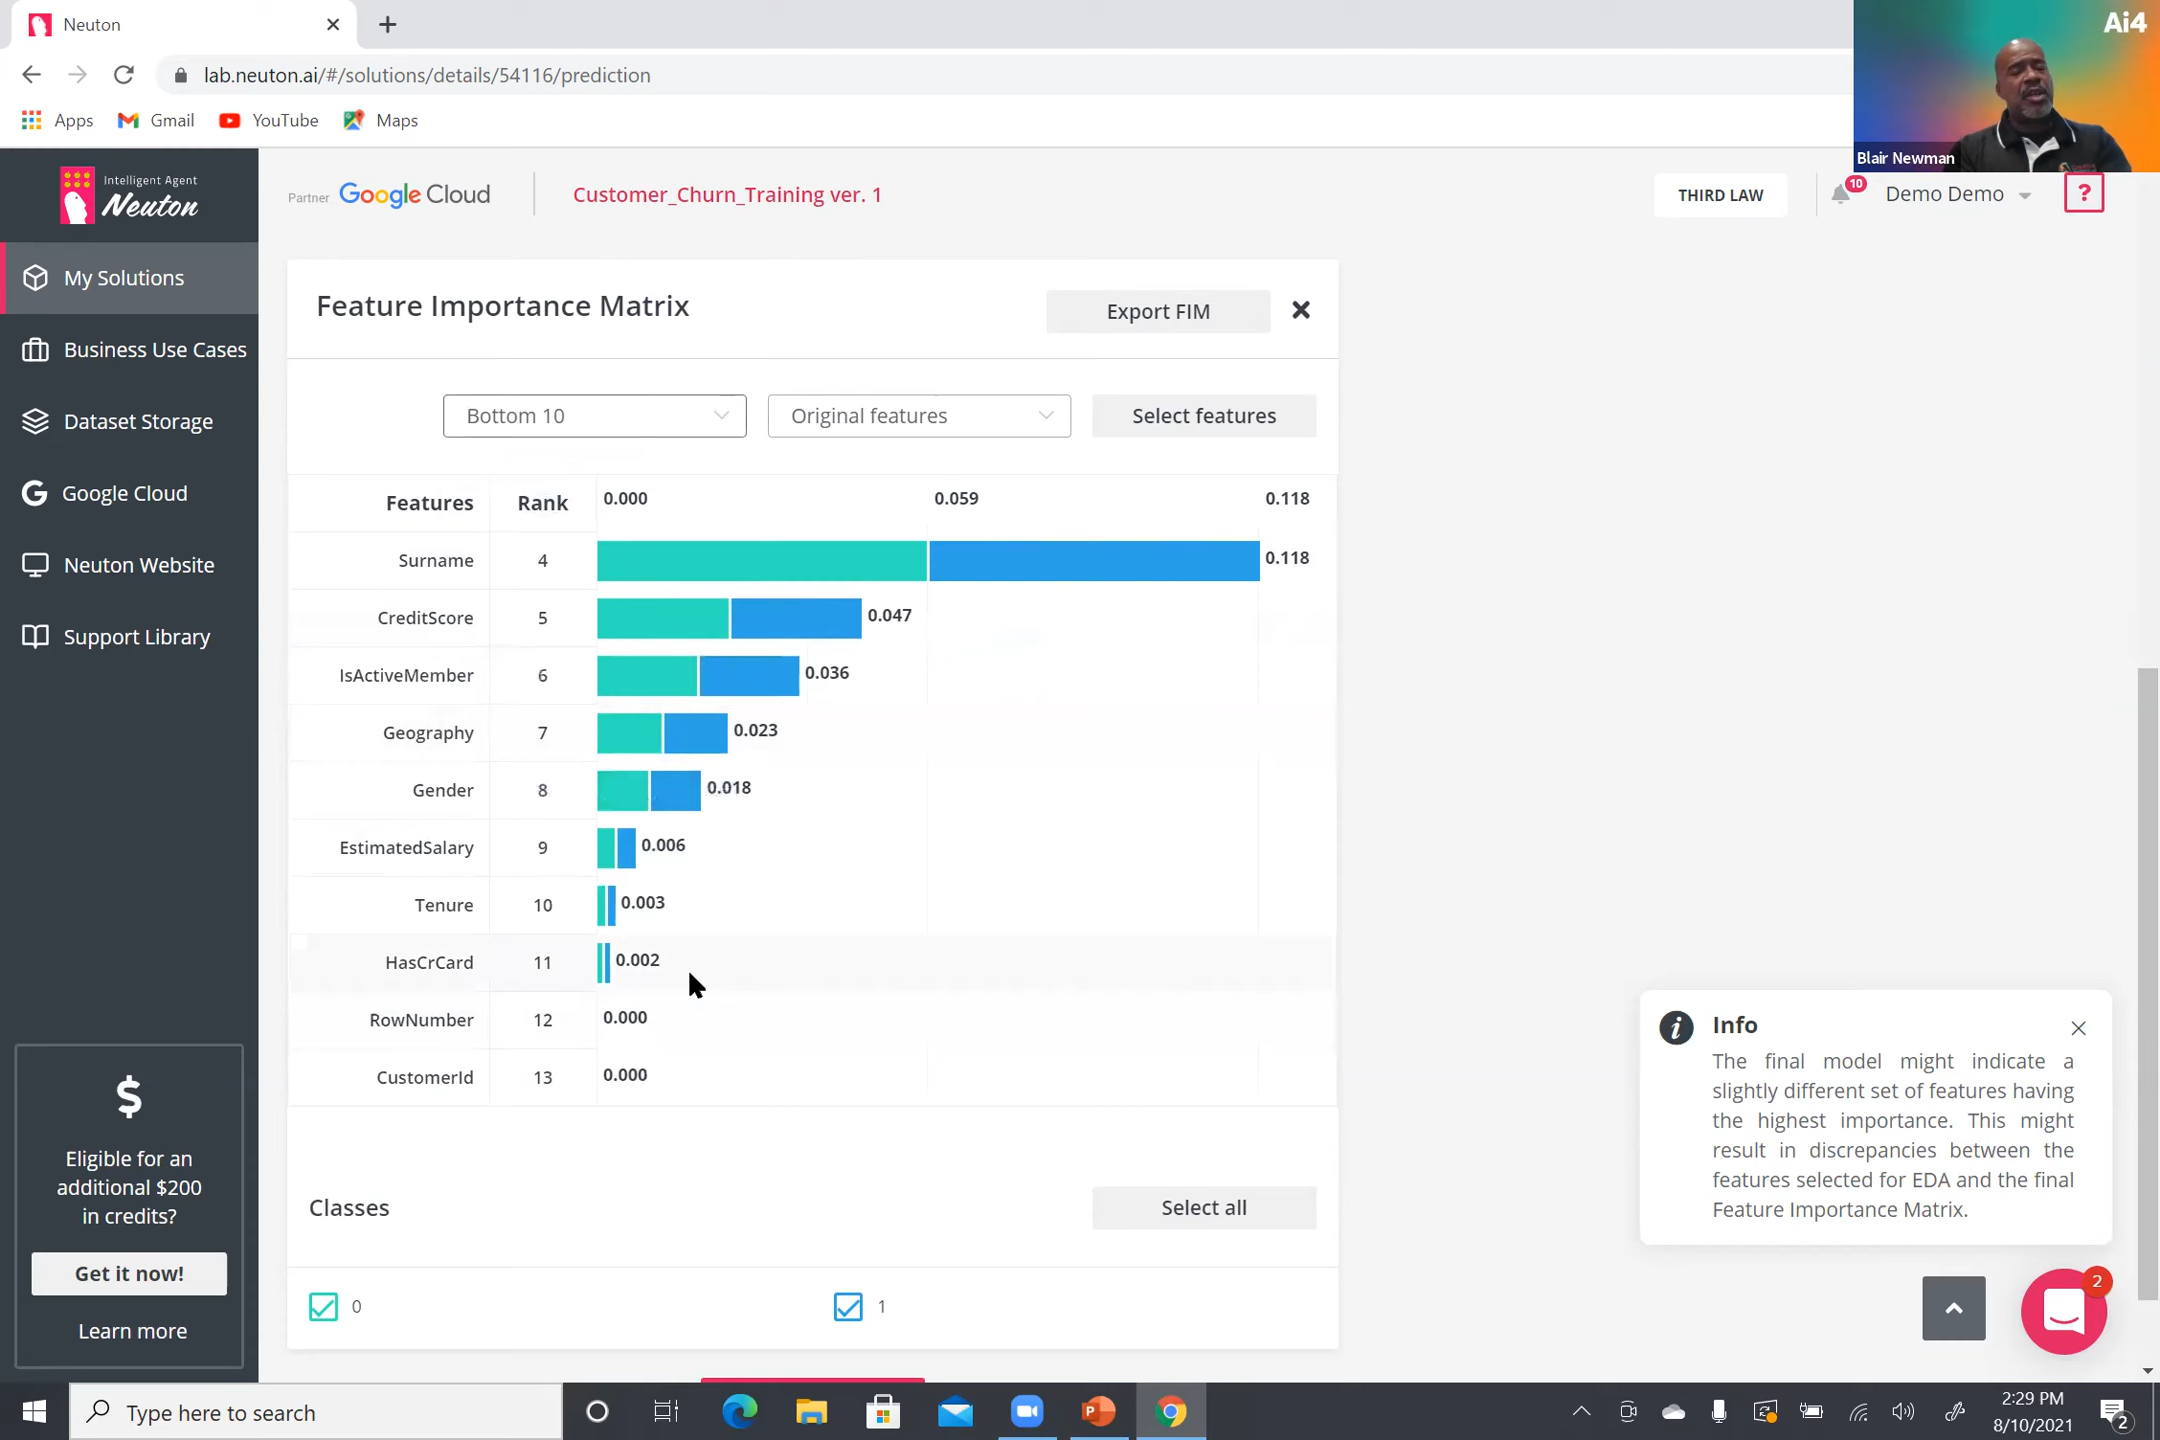 Neuton
Ai4
lab.neuton.ai/#/solutions/details/54116/prediction
Apps Gmail YouTube Maps
Blair Newman
Intelligent Agent
Neuton
Partner Google Cloud
Customer_Churn_Training ver. 1
THIRD LAW
10
Demo Demo
?
My Solutions
Business Use Cases
Dataset Storage
Google Cloud
Neuton Website
Support Library
Feature Importance Matrix
Export FIM
Bottom 10
Original features
Select features
Features Rank 0.000 0.059 0.118
Surname 4 0.118
CreditScore 5 0.047
IsActiveMember 6 0.036
Geography 7 0.023
Gender 8 0.018
EstimatedSalary 9 0.006
Tenure 10 0.003
HasCrCard 11 0.002
RowNumber 12 0.000
CustomerId 13 0.000
Classes
Select all
0
1
$
Eligible for an
additional $200
in credits?
Get it now!
Learn more
Info
The final model might indicate a
slightly different set of features having
the highest importance. This might
result in discrepancies between the
features selected for EDA and the final
Feature Importance Matrix.
2
Type here to search
2:29 PM
8/10/2021
2